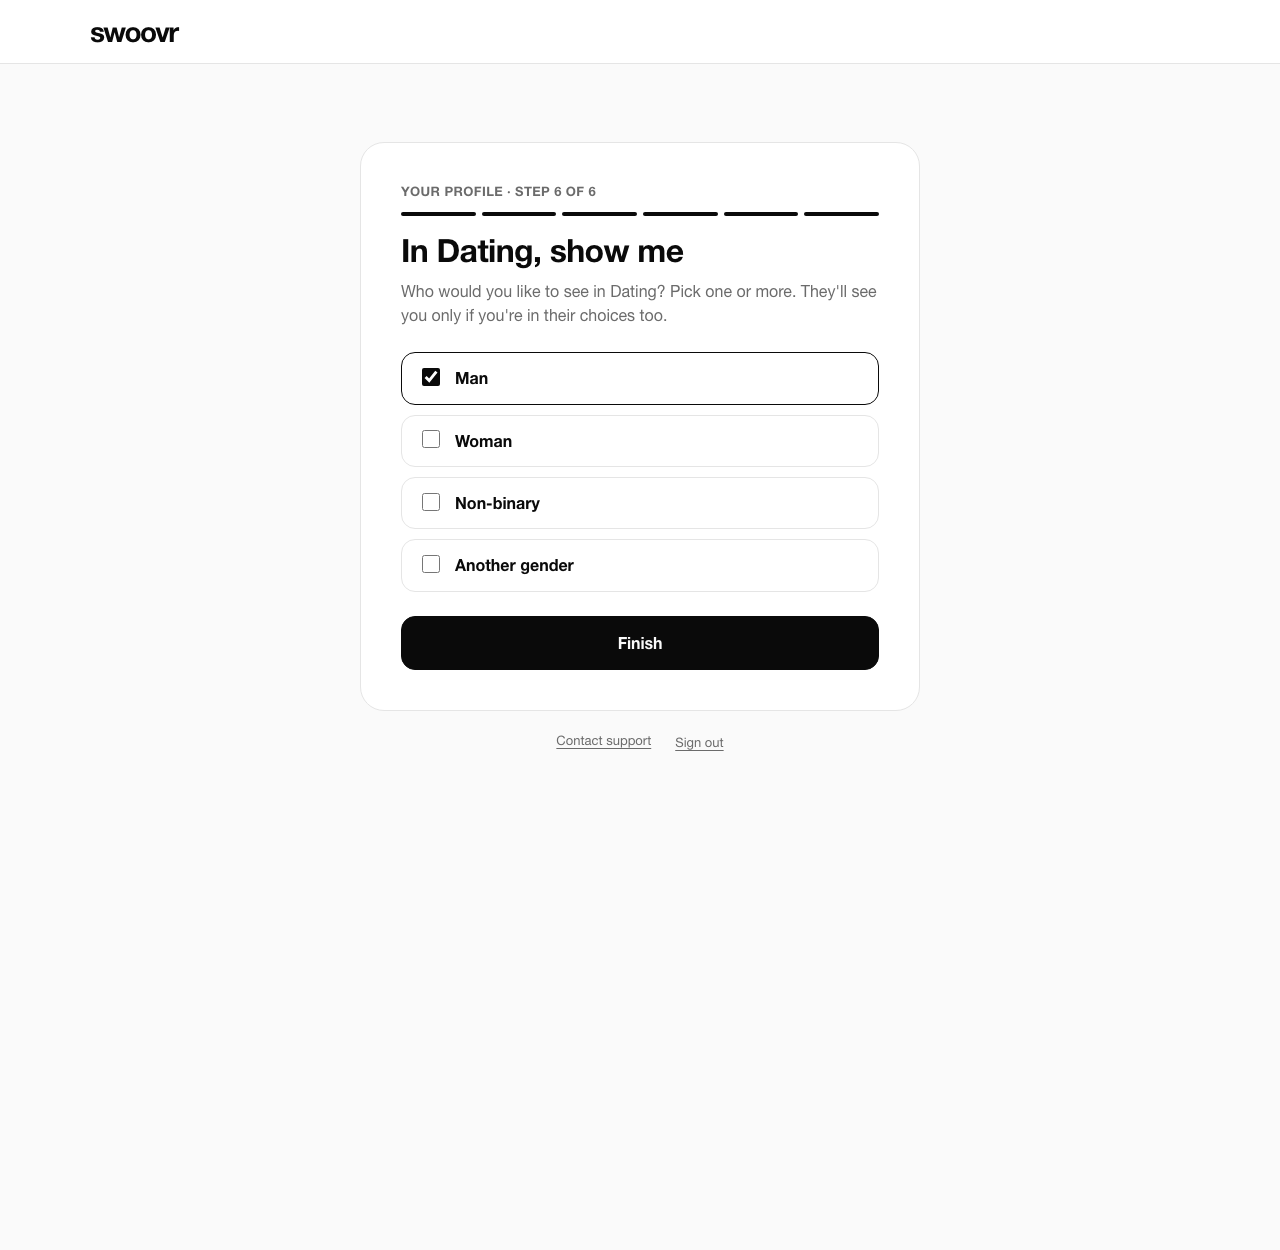 swoovr
YOUR PROFILE · STEP 6 OF 6
In Dating, show me
Who would you like to see in Dating? Pick one or more. They'll see
you only if you're in their choices too.
Man
Woman
Non-binary
Another gender
Finish
Contact support
Sign out